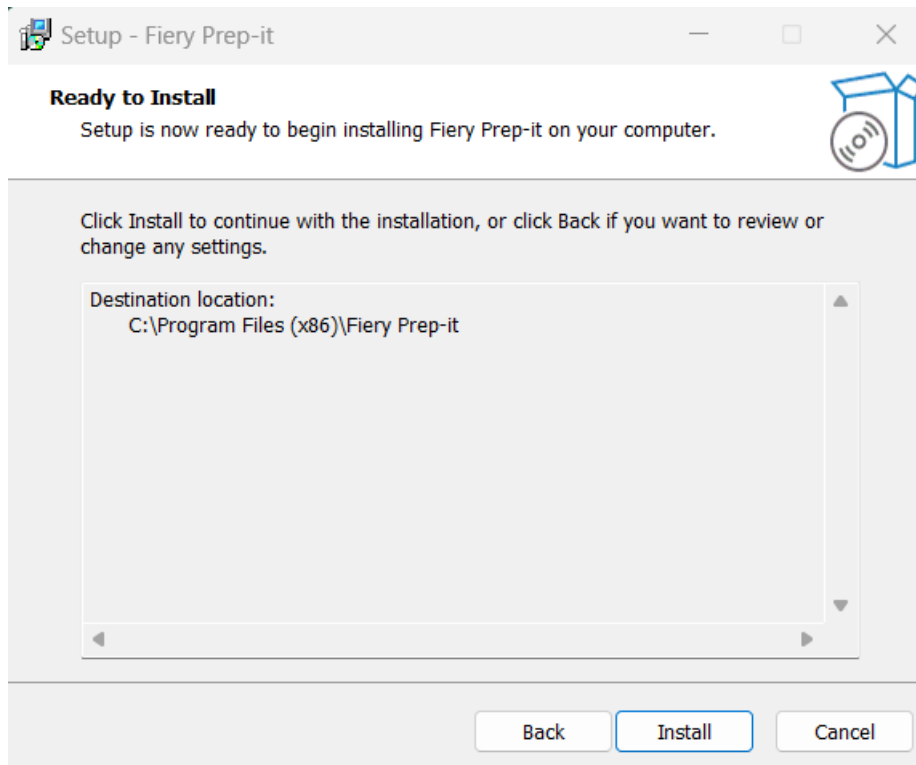 Setup - Fiery Prep-it
Ready to Install
Setup is now ready to begin installing Fiery Prep-it on your computer.
Click Install to continue with the installation, or click Back if you want to review or
change any settings.
Destination location:
C:\Program Files (x86)\Fiery Prep-it
Back
Install
Cancel